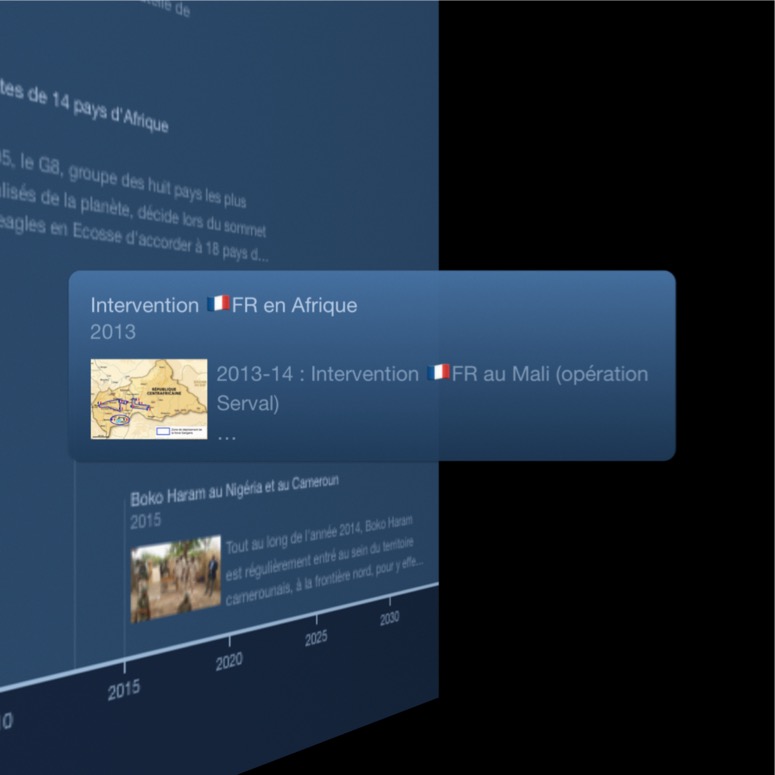 de
tes de 14 pays d'Afrique
5, le G8, groupe des huit pays les plus
lisés de la planète, décide lors du sommet
eagles en Ecosse d'accorder à 18 pays d...
Intervention 🇫🇷FR en Afrique
2013
2013-14 : Intervention 🇫🇷FR au Mali (opération
Serval)
...
RÉPUBLIQUE
CENTRAFRICAINE
Boko Haram au Nigéria et au Cameroun
2015
Tout au long de l'année 2014, Boko Haram
est régulièrement entré au sein du territoire
camerounais, à la frontière nord, pour y effe...
10
2015
2020
2025
2030